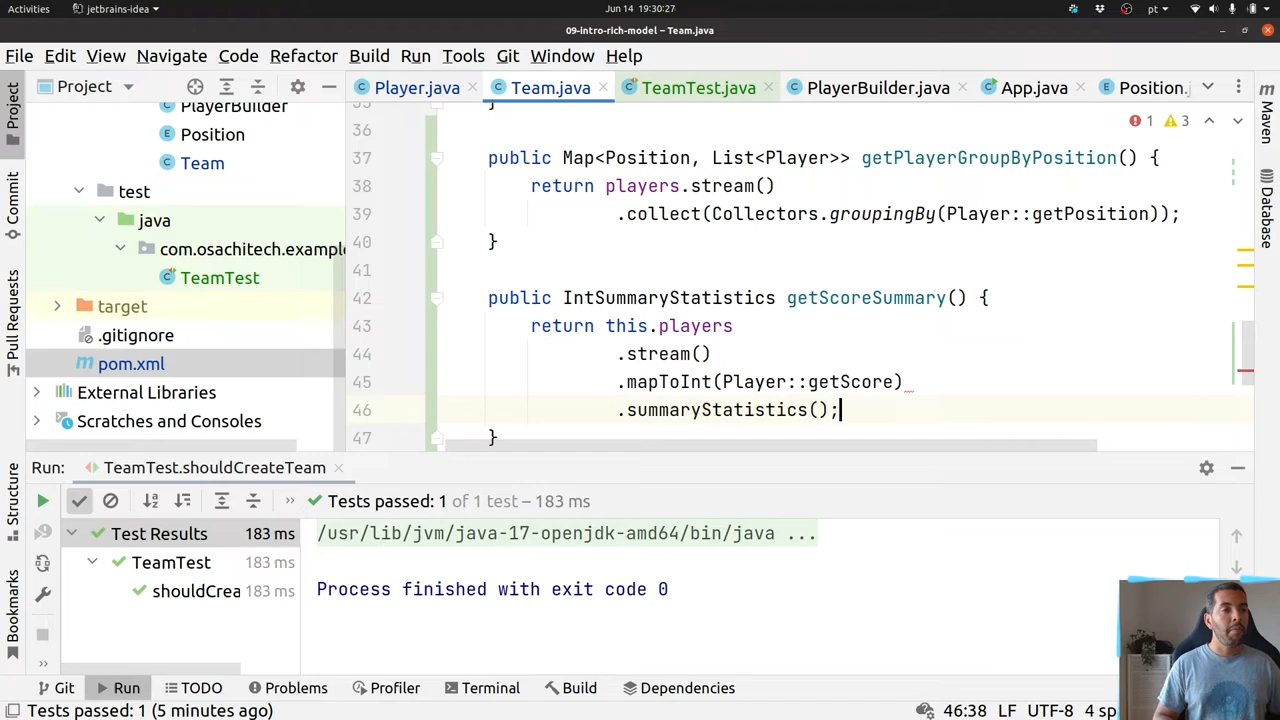 Activities
jetbrains-idea
Jun 14 19:30:27
pt
09-intro-rich-model – Team.java
File Edit View Navigate Code Refactor Build Run Tools Git Window Help
Project
Player.java
Team.java
TeamTest.java
PlayerBuilder.java
App.java
Position.j
PlayerBuilder
Position
Team
test
java
com.osachitech.example
TeamTest
target
.gitignore
pom.xml
External Libraries
Scratches and Consoles
1 3
35 }
36
37 public Map<Position, List<Player>> getPlayerGroupByPosition() {
38 return players.stream()
39 .collect(Collectors.groupingBy(Player::getPosition));
40 }
41
42 public IntSummaryStatistics getScoreSummary() {
43 return this.players
44 .stream()
45 .mapToInt(Player::getScore)
46 .summaryStatistics();
47 }
Project
Commit
Pull Requests
Structure
Bookmarks
Maven
Database
Run: TeamTest.shouldCreateTeam
Tests passed: 1 of 1 test – 183 ms
Test Results 183 ms
TeamTest 183 ms
shouldCrea 183 ms
/usr/lib/jvm/java-17-openjdk-amd64/bin/java ...
Process finished with exit code 0
Git Run TODO Problems Profiler Terminal Build Dependencies
Tests passed: 1 (5 minutes ago)
46:38 LF UTF-8 4 sp